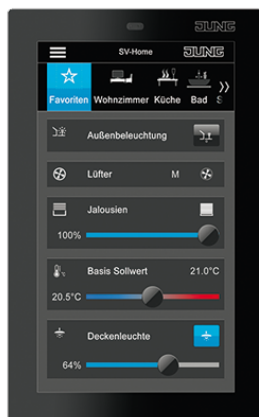 JUNG
SV-Home JUNG
Favoriten Wohnzimmer Küche Bad S
Außenbeleuchtung
Lüfter M
Jalousien
100%
Basis Sollwert 21.0°C
20.5°C
Deckenleuchte
64%